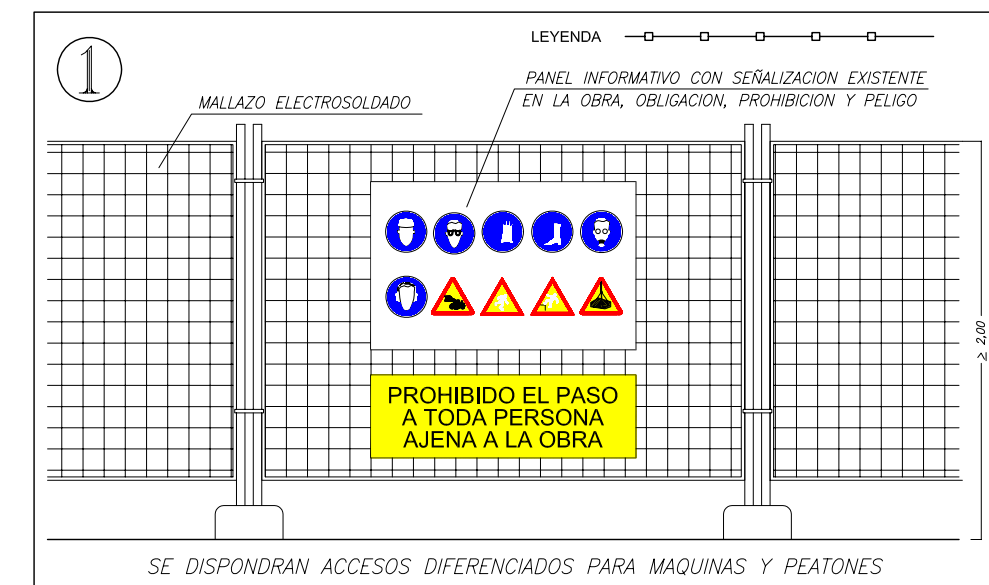 1
LEYENDA
PANEL INFORMATIVO CON SEÑALIZACION EXISTENTE
EN LA OBRA, OBLIGACION, PROHIBICION Y PELIGO
MALLAZO ELECTROSOLDADO
PROHIBIDO EL PASO
A TODA PERSONA
AJENA A LA OBRA
≥ 2,00
SE DISPONDRAN ACCESOS DIFERENCIADOS PARA MAQUINAS Y PEATONES